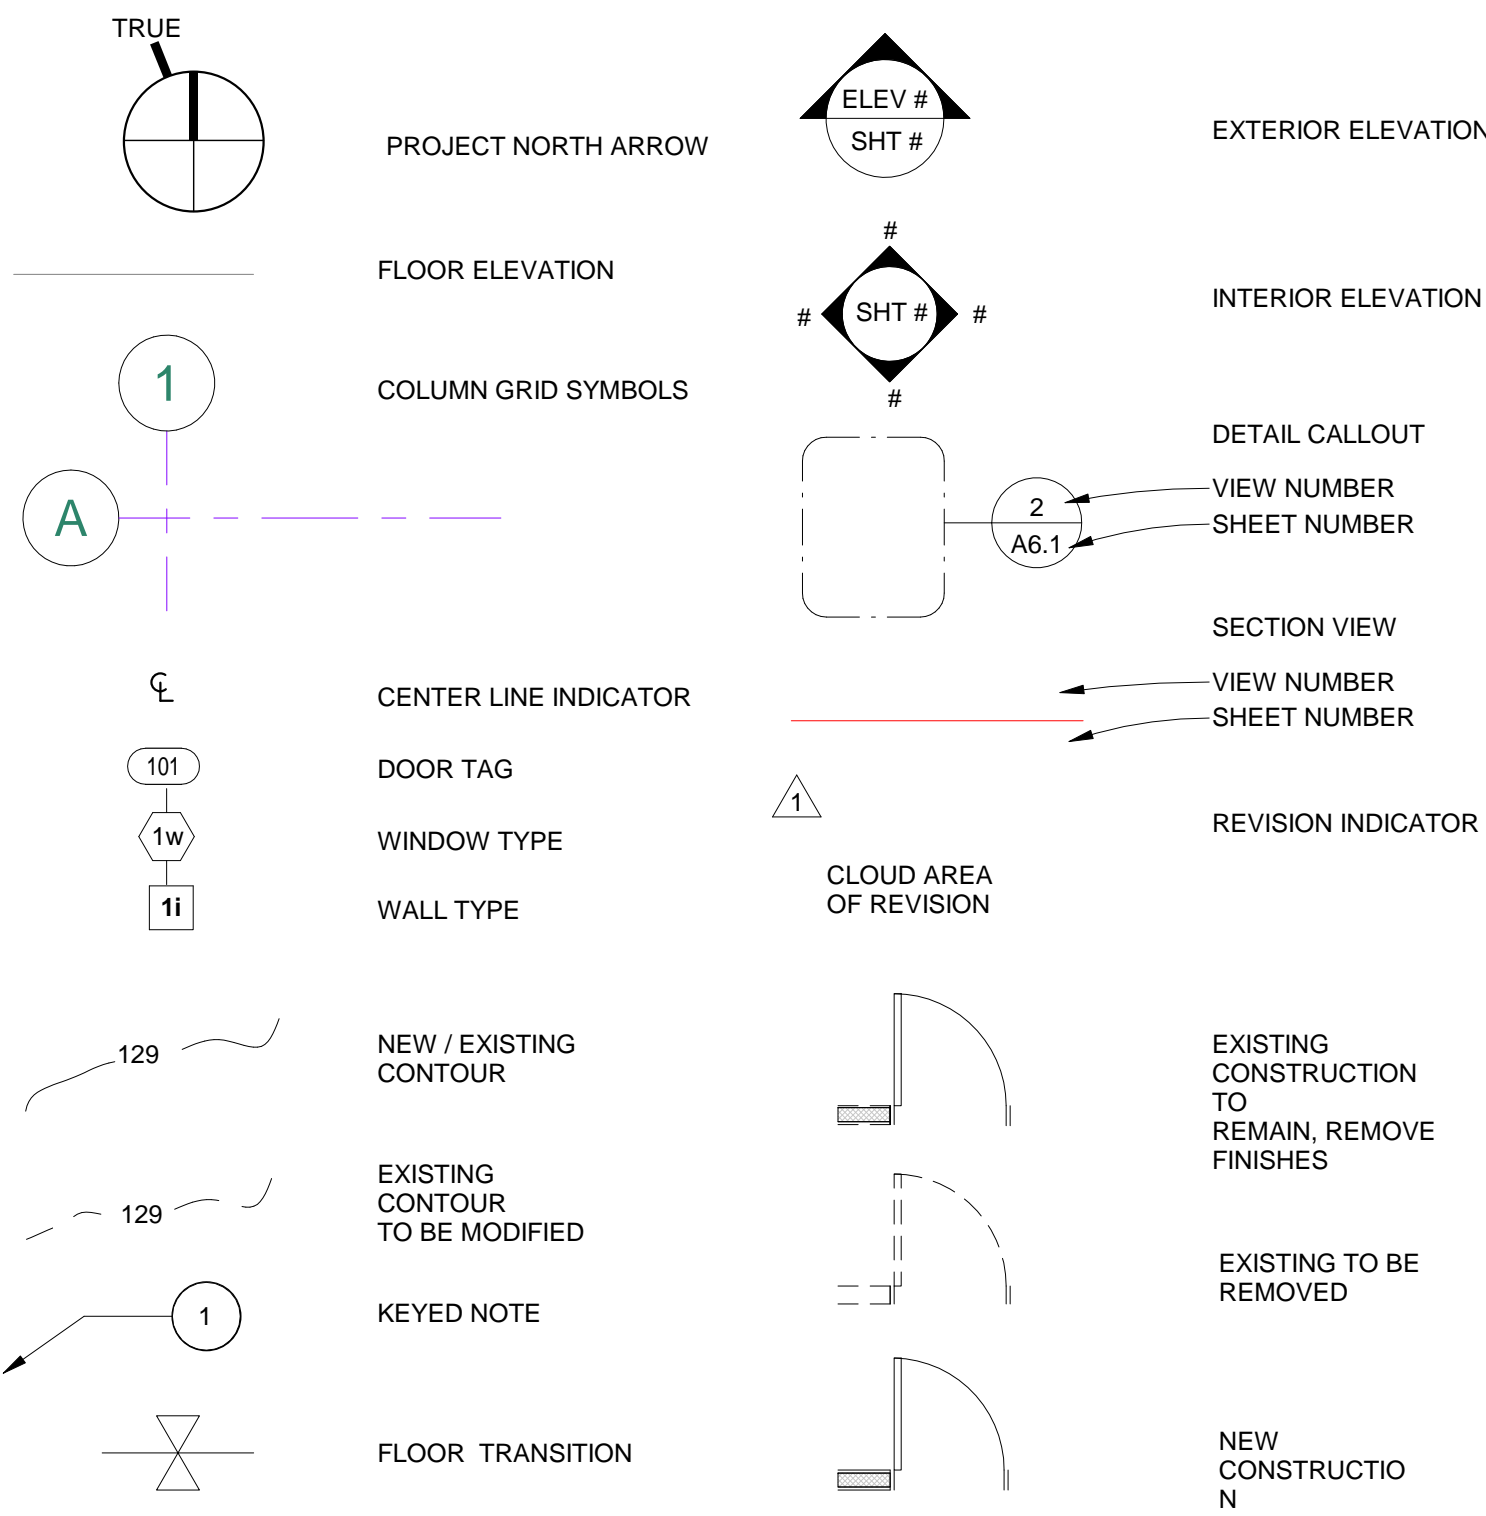 TRUE
PROJECT NORTH ARROW
FLOOR ELEVATION
1
COLUMN GRID SYMBOLS
A
℄
CENTER LINE INDICATOR
101
DOOR TAG
1w
WINDOW TYPE
1i
WALL TYPE
129
NEW / EXISTING
CONTOUR
129
EXISTING
CONTOUR
TO BE MODIFIED
1
KEYED NOTE
FLOOR TRANSITION
ELEV #
SHT #
EXTERIOR ELEVATION
#
# SHT # #
#
INTERIOR ELEVATION
DETAIL CALLOUT
VIEW NUMBER
SHEET NUMBER
2
A6.1
SECTION VIEW
VIEW NUMBER
SHEET NUMBER
1
REVISION INDICATOR
CLOUD AREA
OF REVISION
EXISTING
CONSTRUCTION
TO
REMAIN, REMOVE
FINISHES
EXISTING TO BE
REMOVED
NEW
CONSTRUCTIO
N